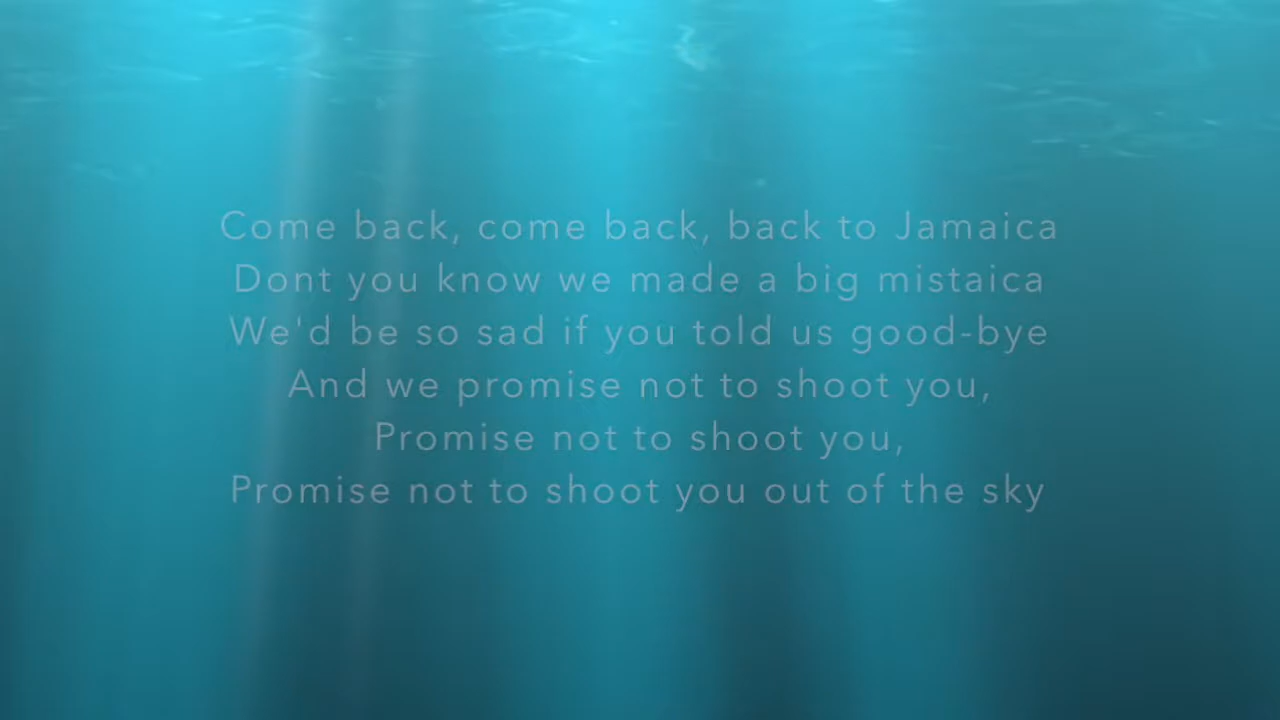 Come back, come back, back to Jamaica
Dont you know we made a big mistaica
We'd be so sad if you told us good-bye
And we promise not to shoot you,
Promise not to shoot you,
Promise not to shoot you out of the sky